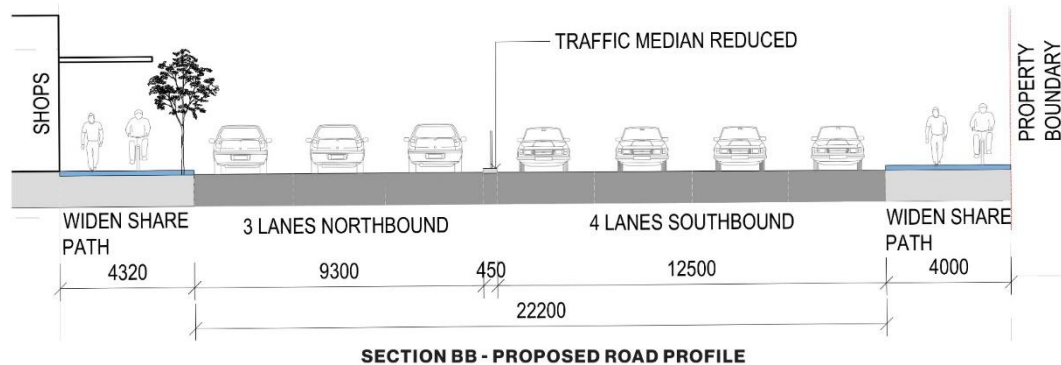 TRAFFIC MEDIAN REDUCED
SHOPS
PROPERTY
BOUNDARY
WIDEN SHARE
PATH
3 LANES NORTHBOUND
4 LANES SOUTHBOUND
WIDEN SHARE
PATH
4320
9300
450
12500
4000
22200
SECTION BB - PROPOSED ROAD PROFILE